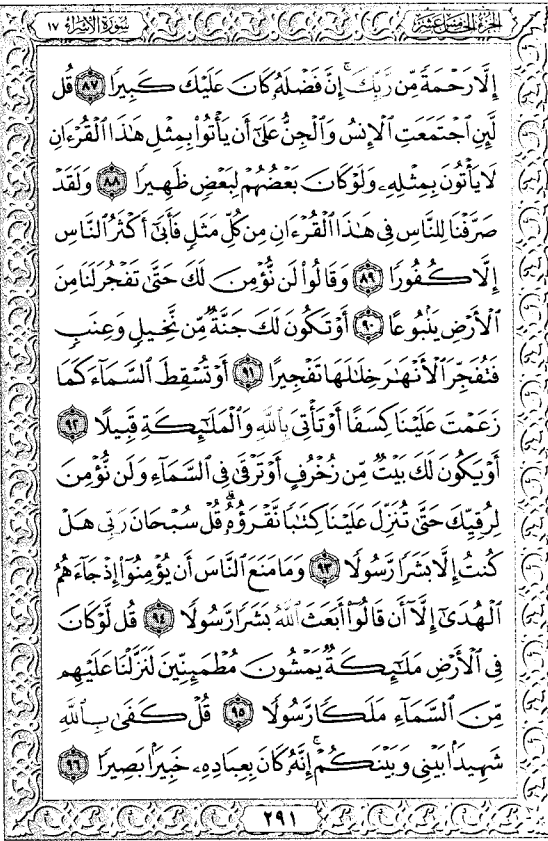 الجزء الخامس عشر سورة الإسراء ١٧
إِلَّا رَحْمَةً مِّن رَّبِّكَ ۚ إِنَّ فَضْلَهُۥ كَانَ عَلَيْكَ كَبِيرًا ٨٧ قُل
لَّئِنِ ٱجْتَمَعَتِ ٱلْإِنسُ وَٱلْجِنُّ عَلَىٰٓ أَن يَأْتُوا۟ بِمِثْلِ هَٰذَا ٱلْقُرْءَانِ
لَا يَأْتُونَ بِمِثْلِهِۦ وَلَوْ كَانَ بَعْضُهُمْ لِبَعْضٍ ظَهِيرًا ٨٨ وَلَقَدْ
صَرَّفْنَا لِلنَّاسِ فِى هَٰذَا ٱلْقُرْءَانِ مِن كُلِّ مَثَلٍ فَأَبَىٰٓ أَكْثَرُ ٱلنَّاسِ
إِلَّا كُفُورًا ٨٩ وَقَالُوا۟ لَن نُّؤْمِنَ لَكَ حَتَّىٰ تَفْجُرَ لَنَا مِنَ
ٱلْأَرْضِ يَنۢبُوعًا ٩٠ أَوْ تَكُونَ لَكَ جَنَّةٌ مِّن نَّخِيلٍ وَعِنَبٍ
فَتُفَجِّرَ ٱلْأَنْهَٰرَ خِلَٰلَهَا تَفْجِيرًا ٩١ أَوْ تُسْقِطَ ٱلسَّمَآءَ كَمَا
زَعَمْتَ عَلَيْنَا كِسَفًا أَوْ تَأْتِىَ بِٱللَّهِ وَٱلْمَلَٰٓئِكَةِ قَبِيلًا ٩٢
أَوْ يَكُونَ لَكَ بَيْتٌ مِّن زُخْرُفٍ أَوْ تَرْقَىٰ فِى ٱلسَّمَآءِ وَلَن نُّؤْمِنَ
لِرُقِيِّكَ حَتَّىٰ تُنَزِّلَ عَلَيْنَا كِتَٰبًا نَّقْرَؤُهُۥ ۗ قُلْ سُبْحَانَ رَبِّى هَلْ
كُنتُ إِلَّا بَشَرًا رَّسُولًا ٩٣ وَمَا مَنَعَ ٱلنَّاسَ أَن يُؤْمِنُوٓا۟ إِذْ جَآءَهُمُ
ٱلْهُدَىٰٓ إِلَّآ أَن قَالُوٓا۟ أَبَعَثَ ٱللَّهُ بَشَرًا رَّسُولًا ٩٤ قُل لَّوْ كَانَ
فِى ٱلْأَرْضِ مَلَٰٓئِكَةٌ يَمْشُونَ مُطْمَئِنِّينَ لَنَزَّلْنَا عَلَيْهِم
مِّنَ ٱلسَّمَآءِ مَلَكًا رَّسُولًا ٩٥ قُلْ كَفَىٰ بِٱللَّهِ
شَهِيدًۢا بَيْنِى وَبَيْنَكُمْ ۚ إِنَّهُۥ كَانَ بِعِبَادِهِۦ خَبِيرًۢا بَصِيرًا ٩٦
٢٩١